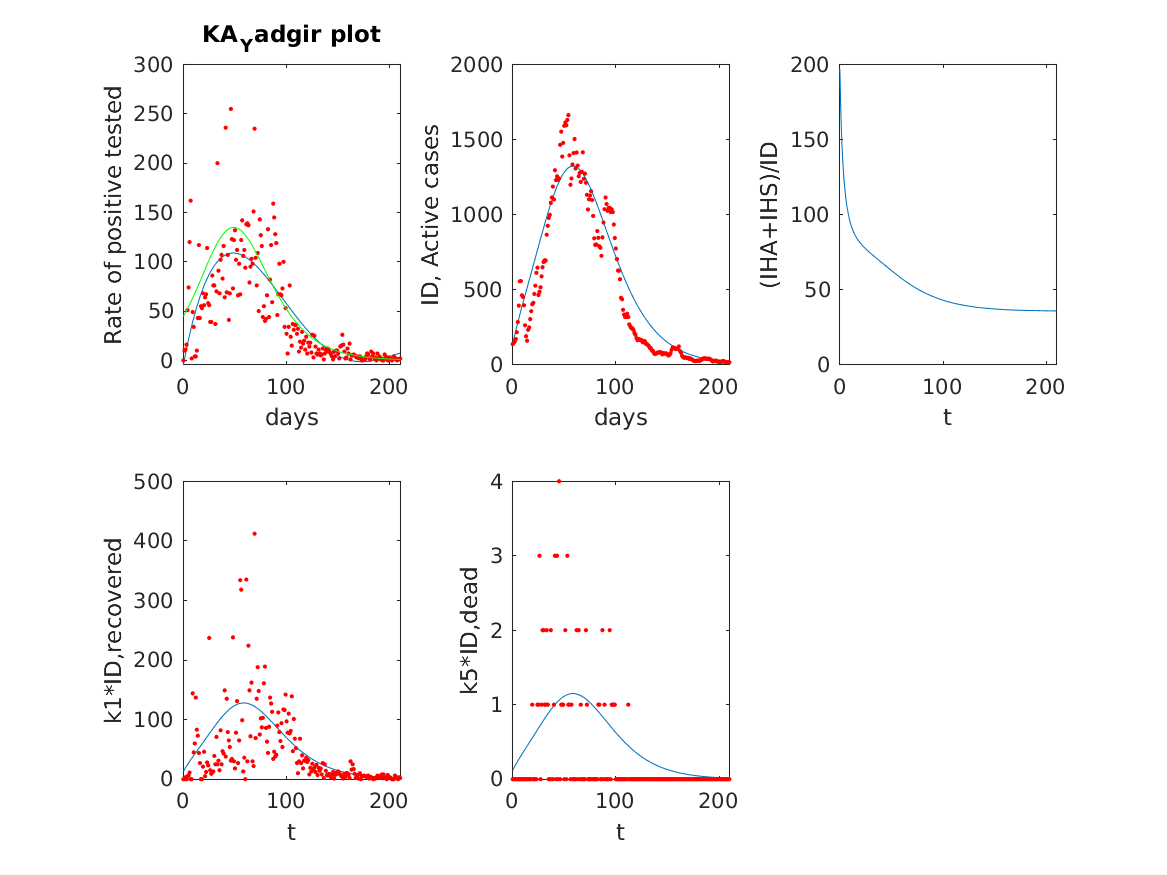 KA_Yadgir plot
300
250
200
150
100
50
0
0 100 200
days
Rate of positive tested
2000
1500
1000
500
0
0 100 200
days
ID, Active cases
200
150
100
50
0
0 100 200
t
(IHA+IHS)/ID
500
400
300
200
100
0
0 100 200
t
k1*ID,recovered
4
3
2
1
0
0 100 200
t
k5*ID,dead